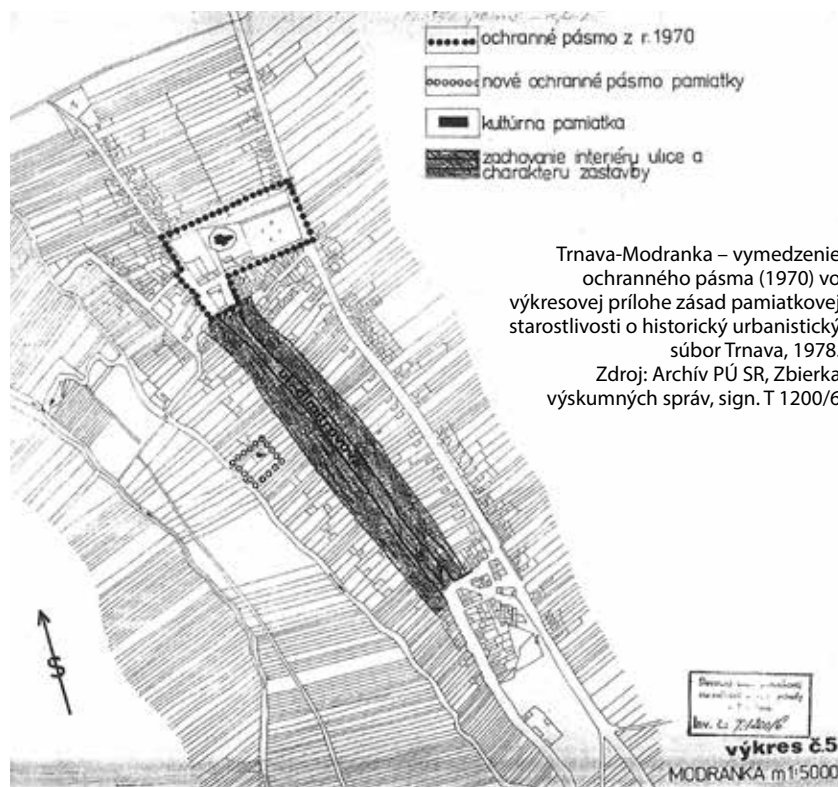 ochranné pásmo z r. 1970
nové ochranné pásmo pamiatky
kultúrna pamiatka
zachovanie interiéru ulice a
charakteru zástavby
Trnava-Modranka – vymedzenie
ochranného pásma (1970) vo
výkresovej prílohe zásad pamiatkovej
starostlivosti o historický urbanistický
súbor Trnava, 1978.
Zdroj: Archív PÚ SR, Zbierka
výskumných správ, sign. T 1200/6
S
výkres č.5
MODRANKA m 1:5000